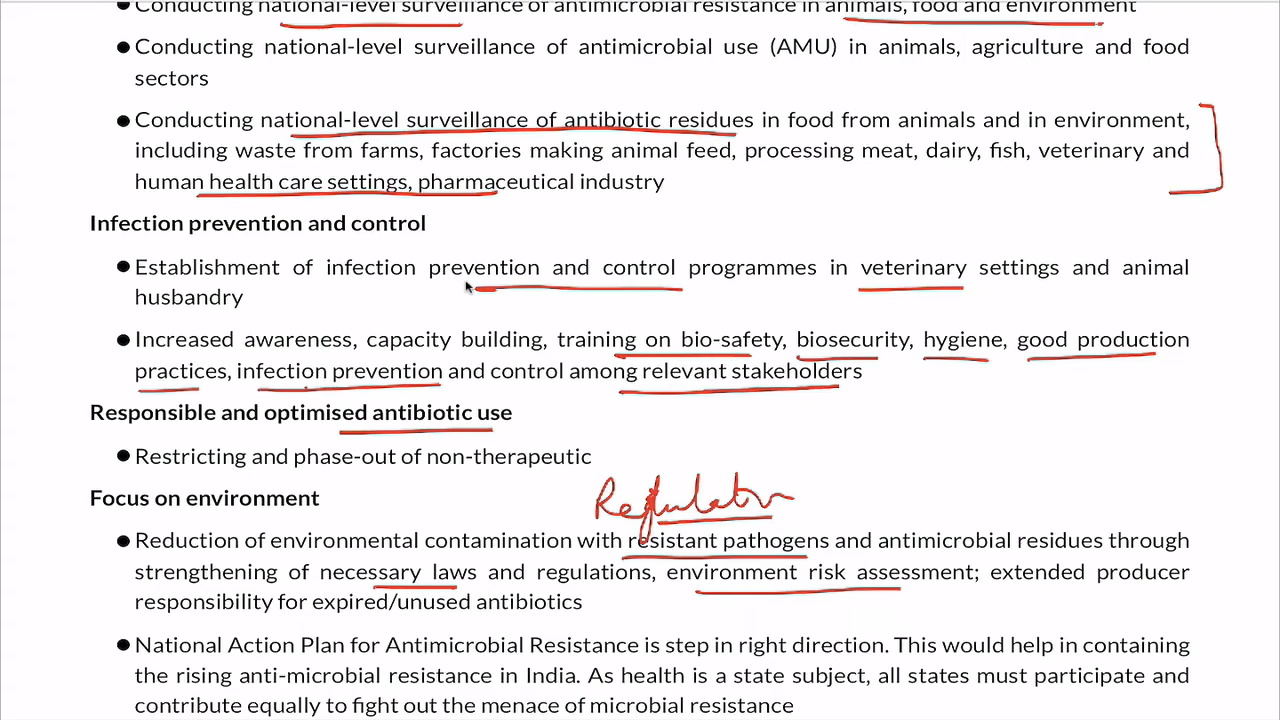 Conducting national-level surveillance of antimicrobial resistance in animals, food and environment
● Conducting national-level surveillance of antimicrobial use (AMU) in animals, agriculture and food
sectors
● Conducting national-level surveillance of antibiotic residues in food from animals and in environment,
including waste from farms, factories making animal feed, processing meat, dairy, fish, veterinary and
human health care settings, pharmaceutical industry
Infection prevention and control
● Establishment of infection prevention and control programmes in veterinary settings and animal
husbandry
● Increased awareness, capacity building, training on bio-safety, biosecurity, hygiene, good production
practices, infection prevention and control among relevant stakeholders
Responsible and optimised antibiotic use
● Restricting and phase-out of non-therapeutic
Focus on environment
● Reduction of environmental contamination with resistant pathogens and antimicrobial residues through
strengthening of necessary laws and regulations, environment risk assessment; extended producer
responsibility for expired/unused antibiotics
● National Action Plan for Antimicrobial Resistance is step in right direction. This would help in containing
the rising anti-microbial resistance in India. As health is a state subject, all states must participate and
contribute equally to fight out the menace of microbial resistance